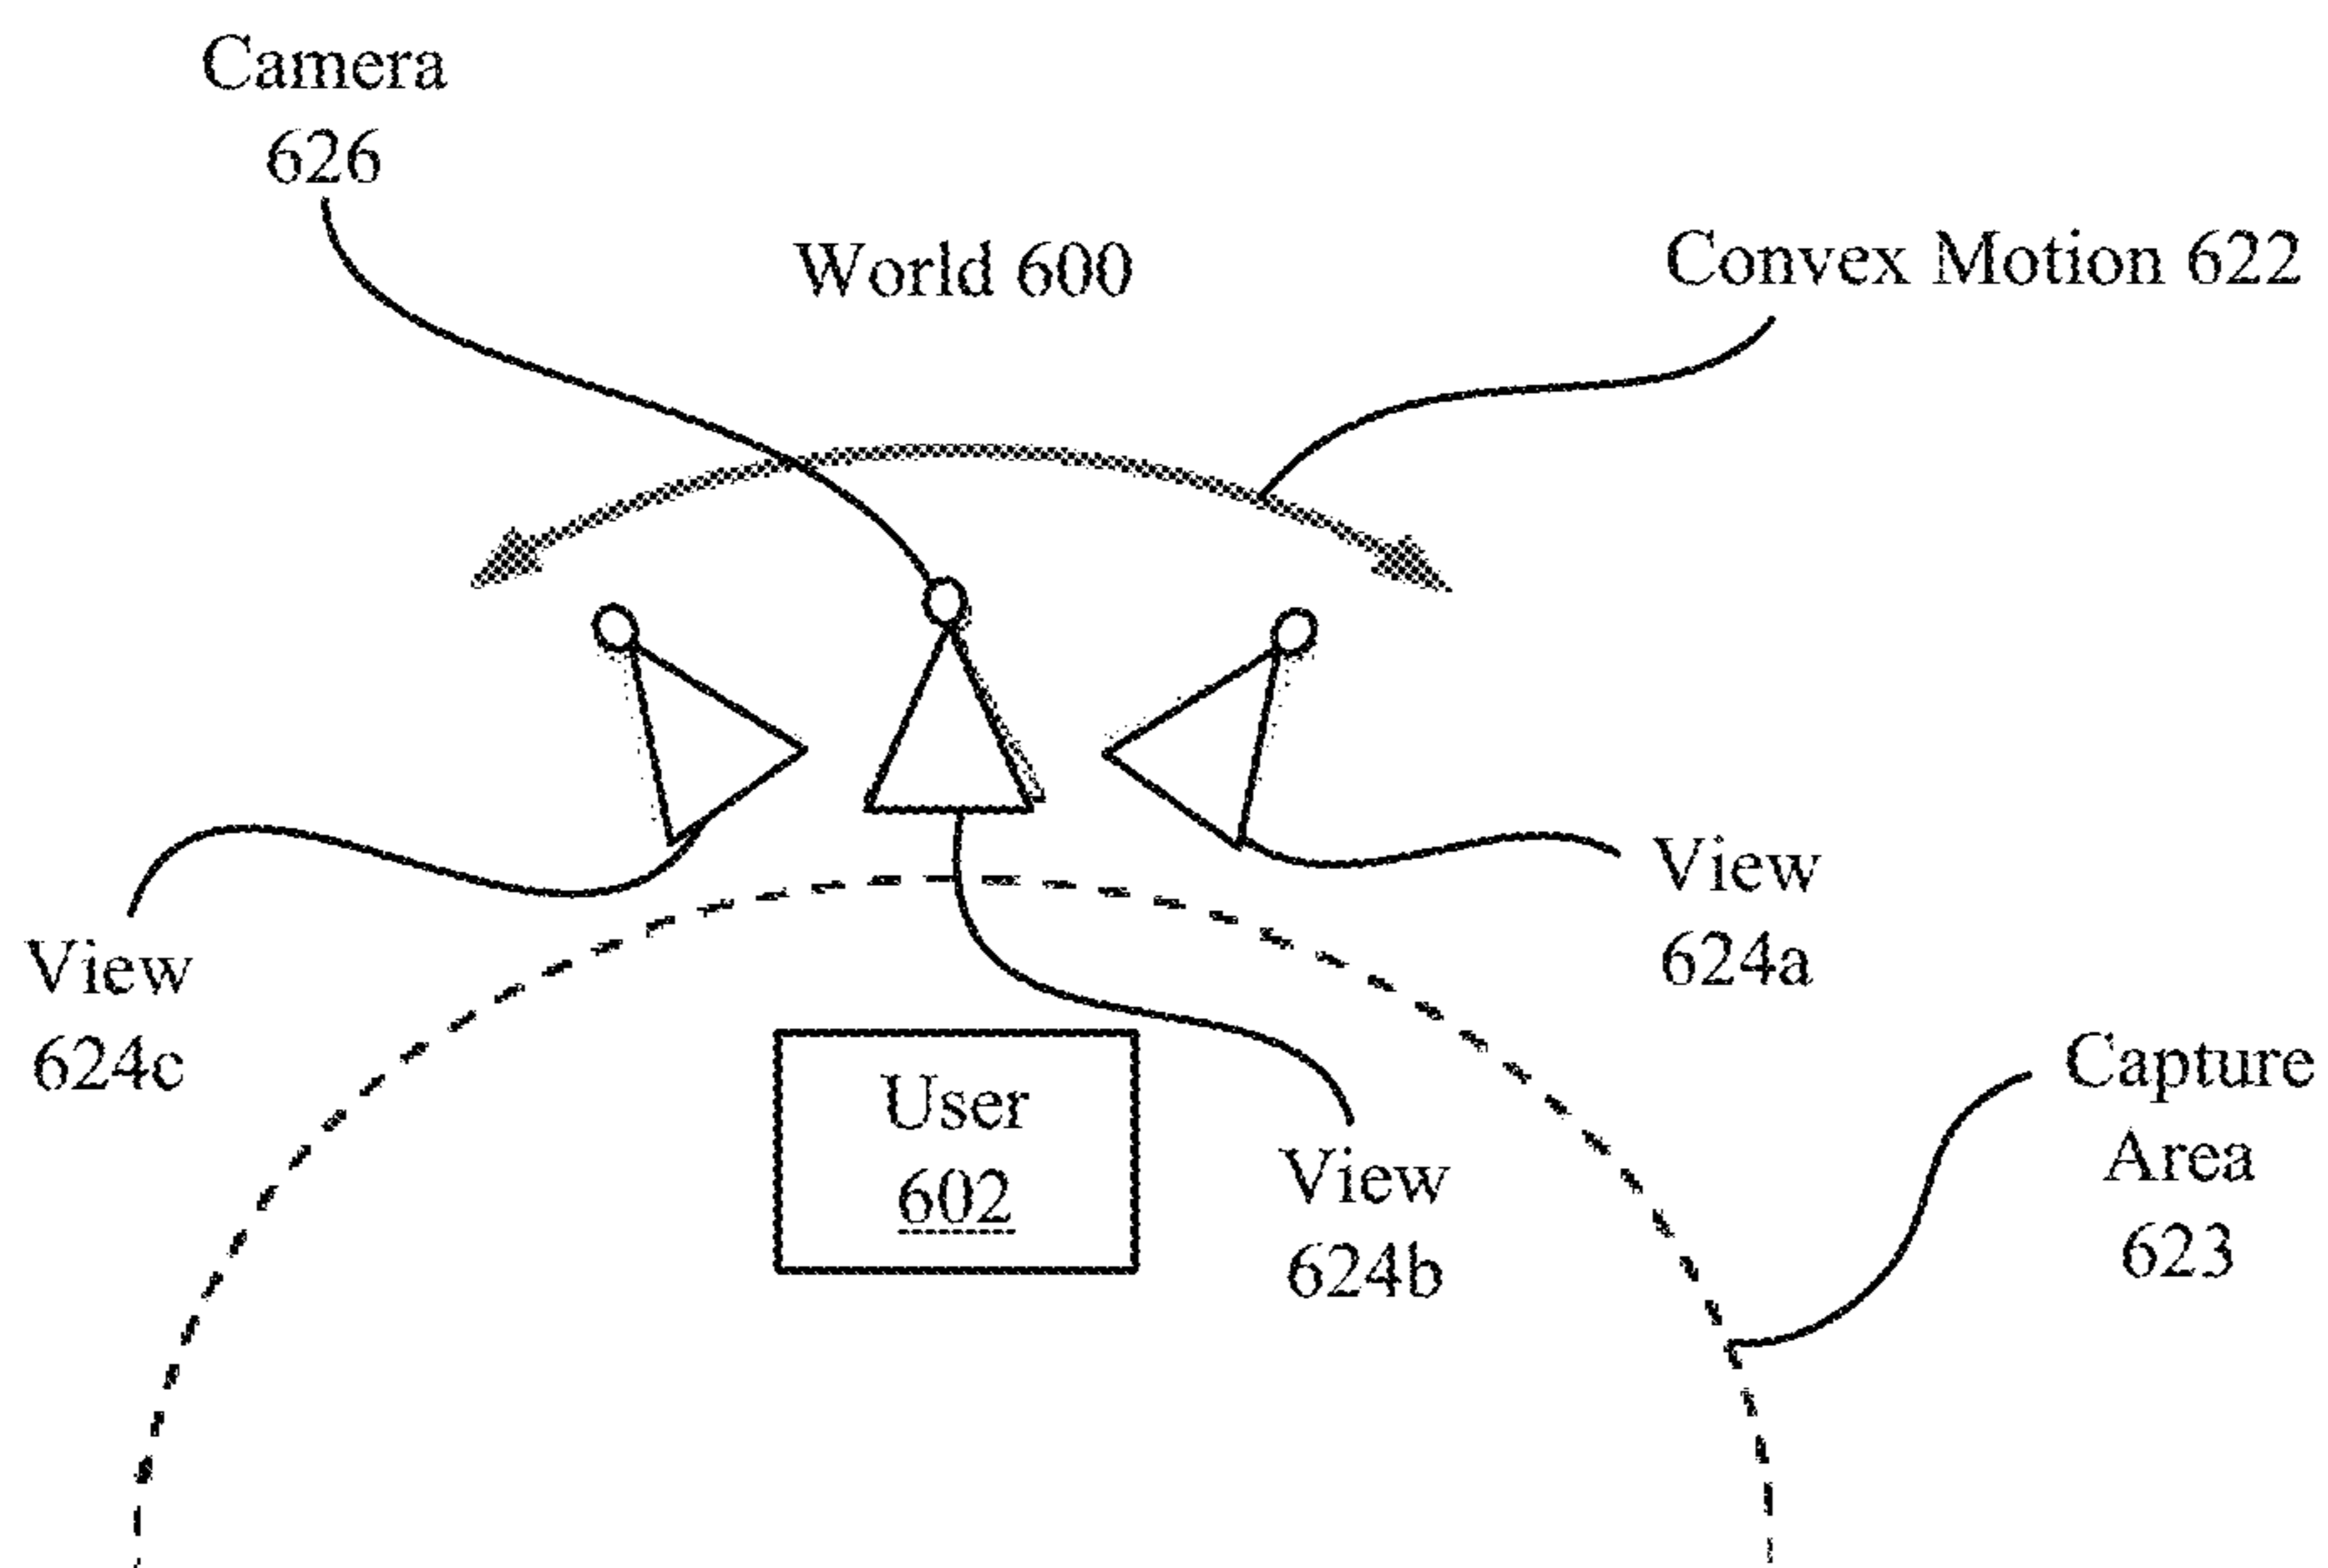 Camera
626
World 600
Convex Motion 622
View
624a
View
624c
Capture
Area
623
User
602
View
624b